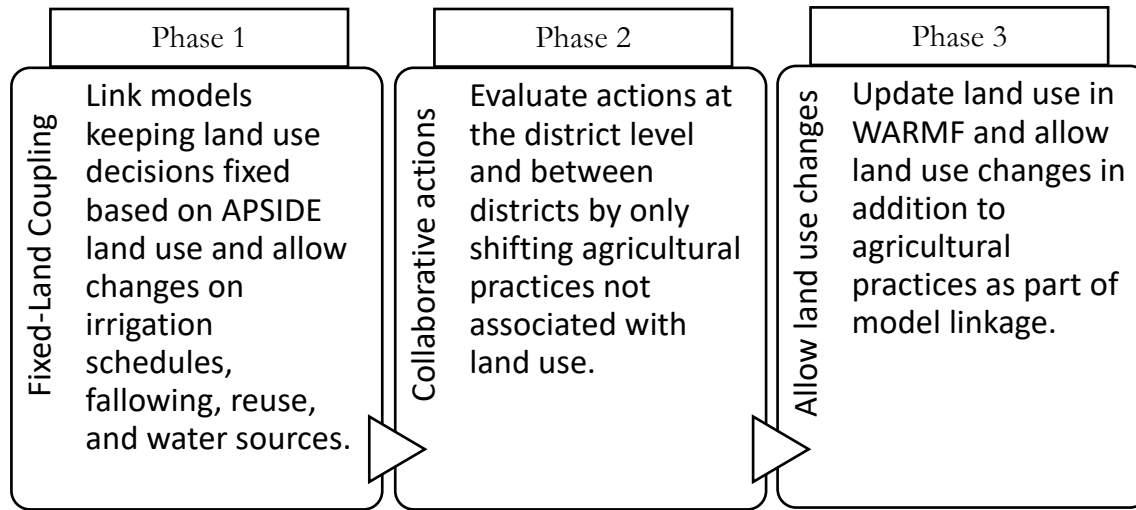 Phase 1
Fixed-Land Coupling
Link models
keeping land use
decisions fixed
based on APSIDE
land use and allow
changes on
irrigation
schedules,
fallowing, reuse,
and water sources.
Phase 2
Collaborative actions
Evaluate actions at
the district level
and between
districts by only
shifting agricultural
practices not
associated with
land use.
Phase 3
Allow land use changes
Update land use in
WARMF and allow
land use changes in
addition to
agricultural
practices as part of
model linkage.